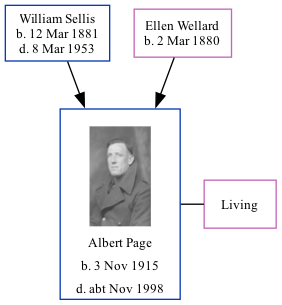 William Sellis
b. 12 Mar 1881
d. 8 Mar 1953
Ellen Wellard
b. 2 Mar 1880
Albert Page
b. 3 Nov 1915
d. abt Nov 1998
Living